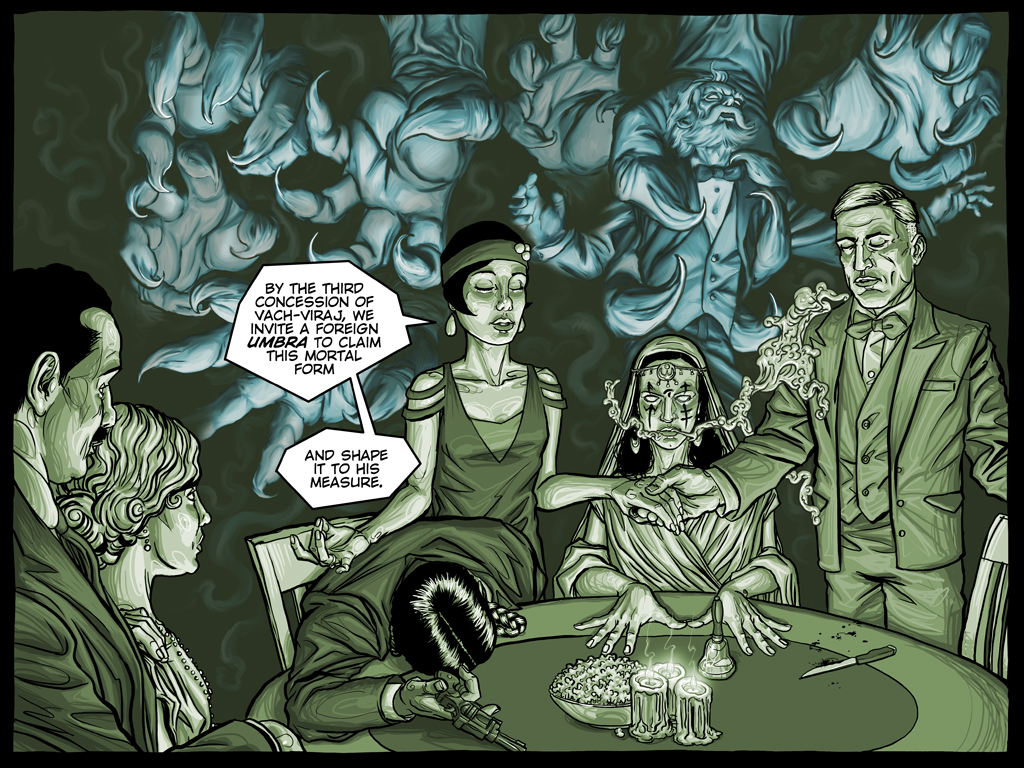 BY THE THIRD
CONCESSION OF
VACH-VIRAJ, WE
INVITE A FOREIGN
UMBRA TO CLAIM
THIS MORTAL
FORM
AND SHAPE
IT TO HIS
MEASURE.